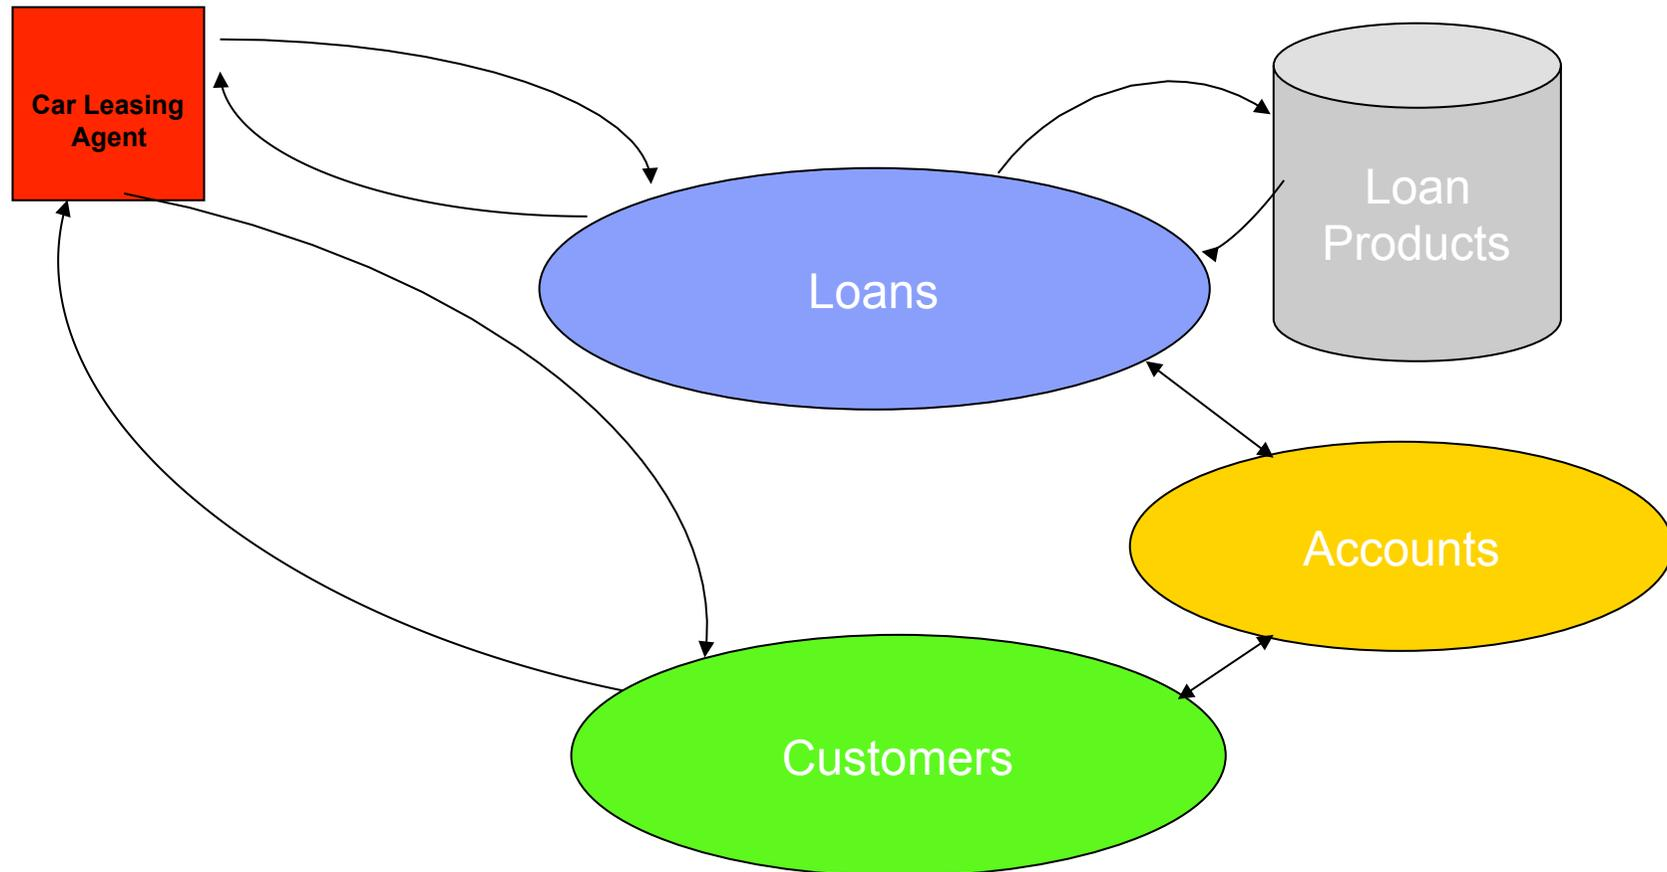 Car Leasing
Agent
Loan
Products
Loans
Accounts
Customers